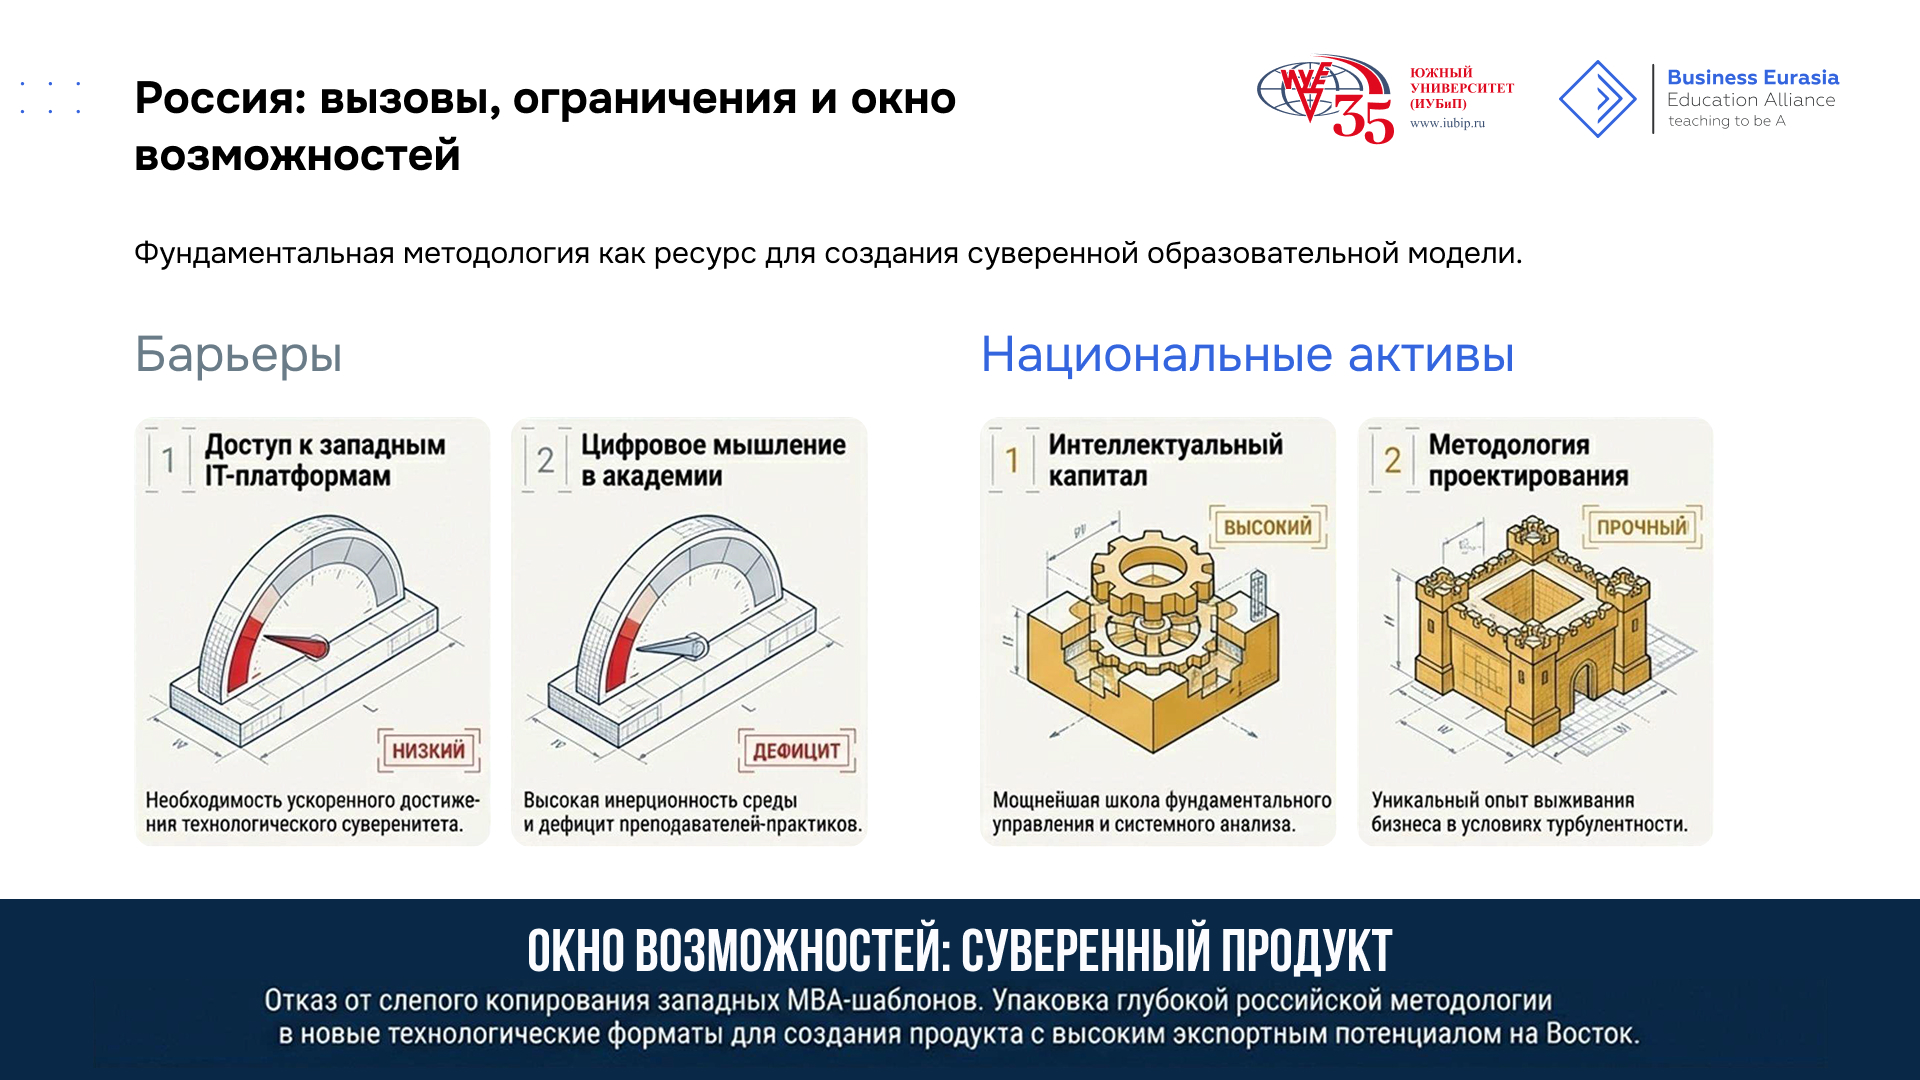 Россия: вызовы, ограничения и окно
возможностей
ЮЖНЫЙ
УНИВЕРСИТЕТ
(ИУБиП)
www.iubip.ru
35
Business Eurasia
Education Alliance
teaching to be A
Фундаментальная методология как ресурс для создания суверенной образовательной модели.
Барьеры
1
Доступ к западным
IT-платформам
НИЗКИЙ
Необходимость ускоренного достиже-
ния технологического суверенитета.
2
Цифровое мышление
в академии
ДЕФИЦИТ
Высокая инерционность среды
и дефицит преподавателей-практиков.
Национальные активы
1
Интеллектуальный
капитал
ВЫСОКИЙ
Мощнейшая школа фундаментального
управления и системного анализа.
2
Методология
проектирования
ПРОЧНЫЙ
Уникальный опыт выживания
бизнеса в условиях турбулентности.
ОКНО ВОЗМОЖНОСТЕЙ: СУВЕРЕННЫЙ ПРОДУКТ
Отказ от слепого копирования западных MBA-шаблонов. Упаковка глубокой российской методологии
в новые технологические форматы для создания продукта с высоким экспортным потенциалом на Восток.